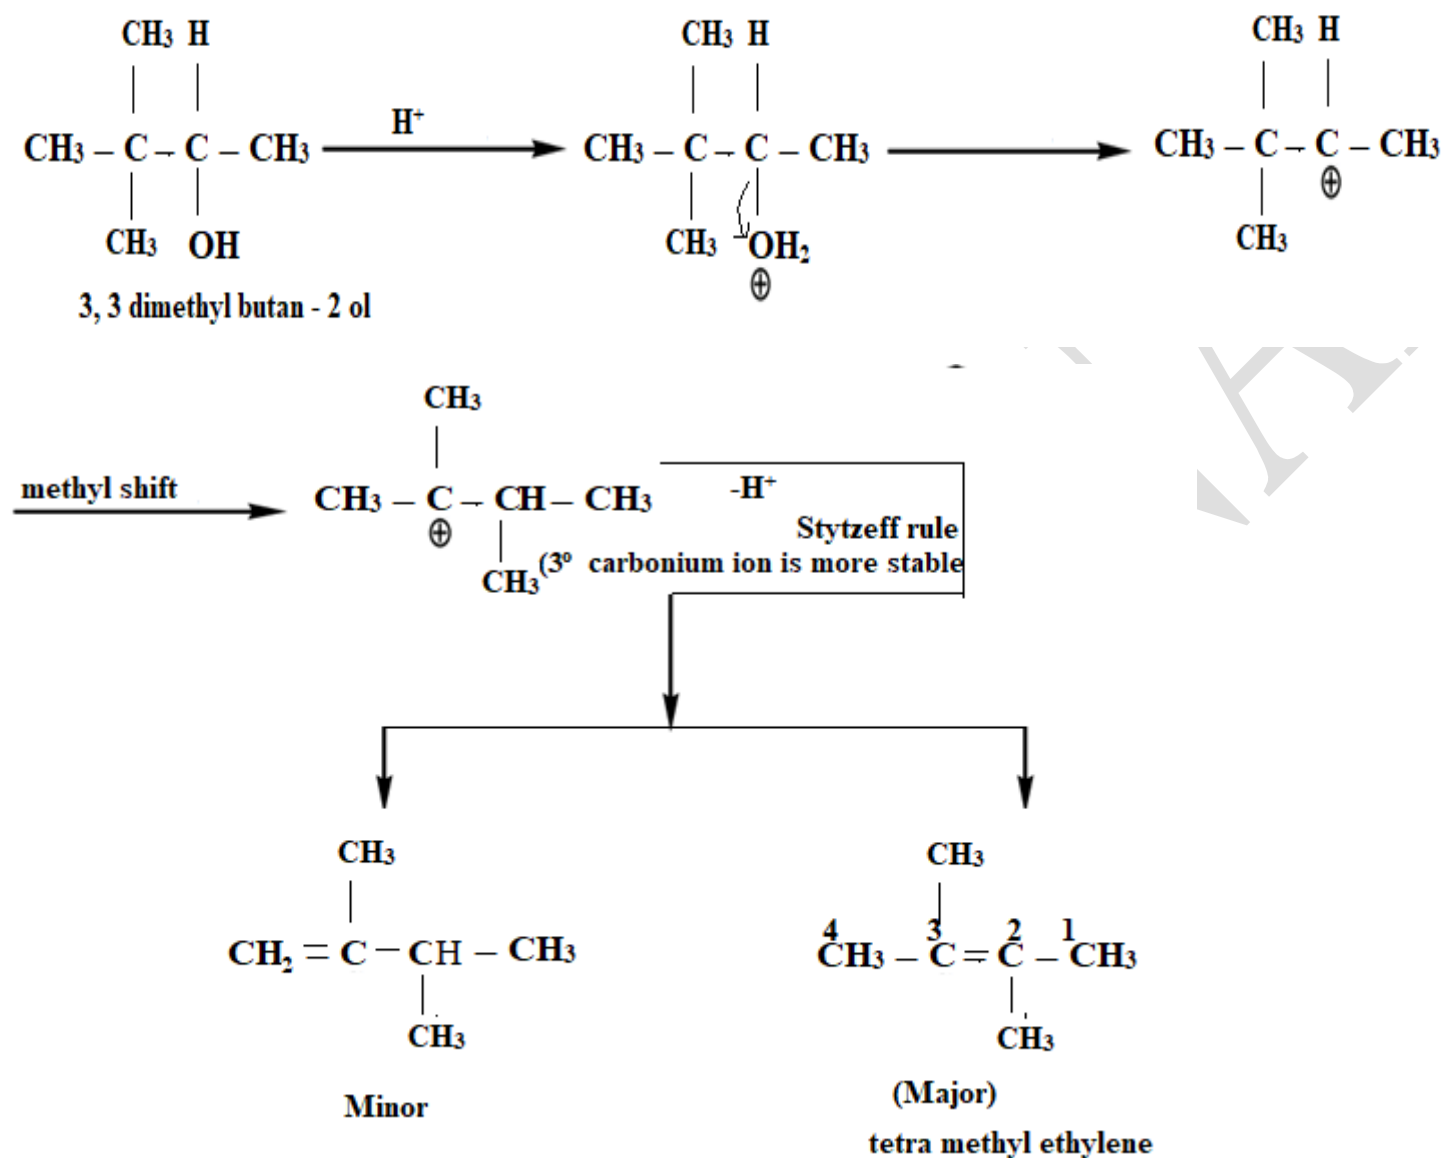 CH₃ H CH₃ H CH₃ H
CH₃ – C – C – CH₃ H⁺ CH₃ – C – C – CH₃ CH₃ – C – C – CH₃
⊕
CH₃ OH CH₃ OH₂ CH₃
⊕
3, 3 dimethyl butan - 2 ol
CH₃
methyl shift CH₃ – C – CH – CH₃ -H⁺
⊕ Stytzeff rule
CH₃ (3⁰ carbonium ion is more stable
CH₃ CH₃
4 3 2 1
CH₂ = C – CH – CH₃ CH₃ – C = C – CH₃
CH₃ CH₃
Minor (Major)
tetra methyl ethylene